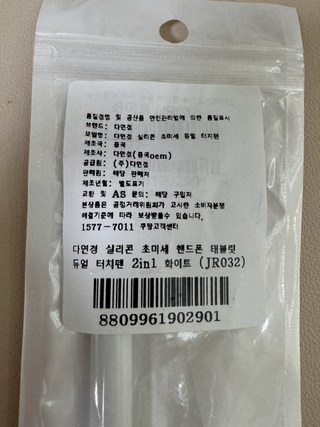 품질경영 및 공산품 안전관리법에 의한 품질표시
브랜드: 다연정
모델명: 다연정 실리콘 초미세 듀얼 터치펜
제조국: 중국
제조사: 다연정(중국oem)
공급원: (주)다연정
판매원: 해당 판매처
제조년월: 별도표기
교환 및 AS 문의: 해당 구입처
본상품은 공정거래위원회가 고시한 소비자분쟁
해결기준에 따라 보상받을수 있습니다.
1577-7011 쿠팡고객센터
다연경 실리콘 초미세 핸드폰 태블릿
듀얼 터치펜 2in1 화이트 (JR032)
8809961902901